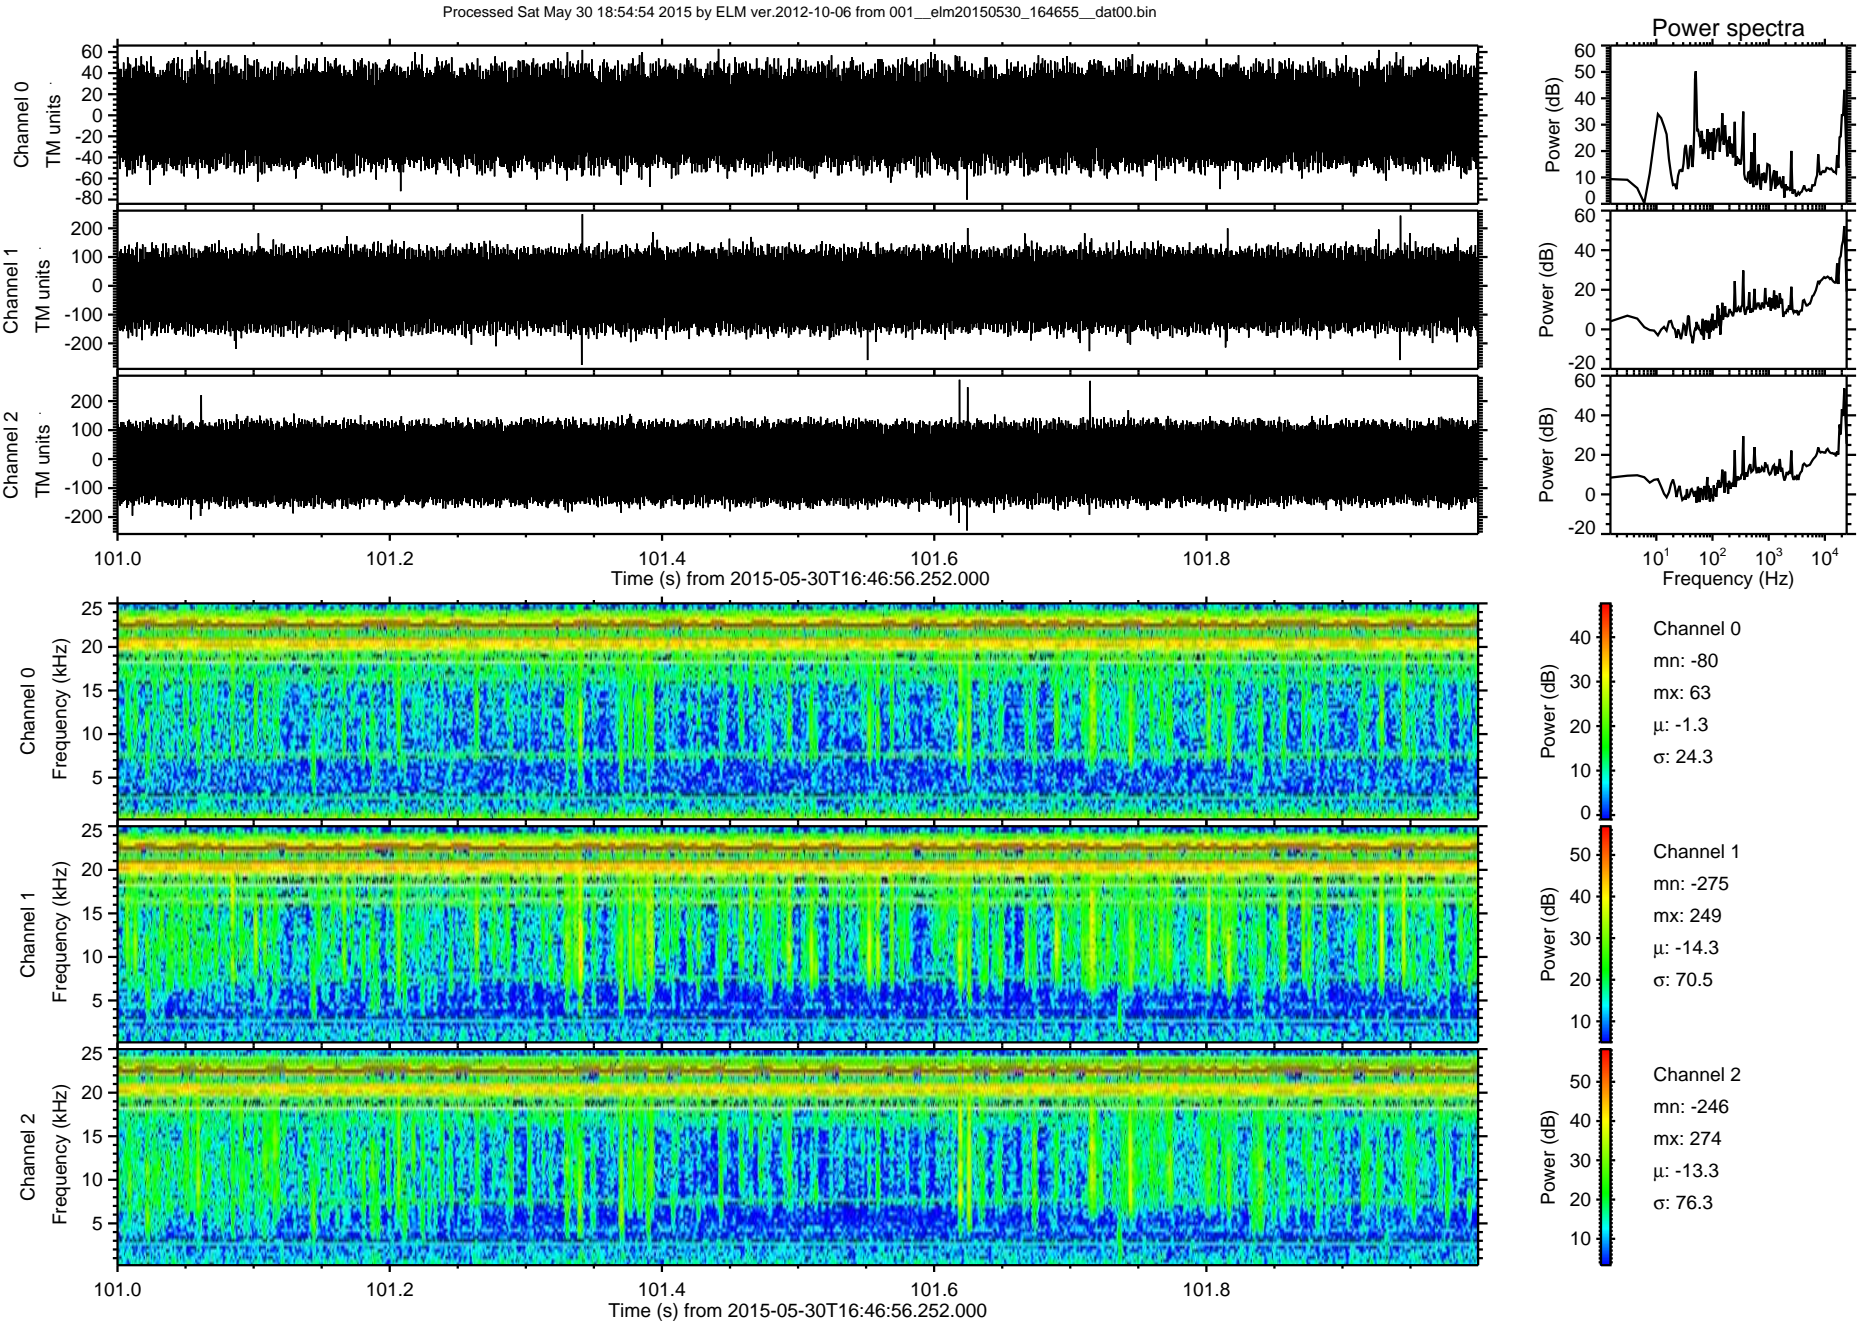 Processed Sat May 30 18:54:54 2015 by ELM ver.2012-10-06 from 001__elm20150530_164655__dat00.bin
Power spectra
Channel 0
TM units
60
40
20
0
-20
-40
-60
-80
Power (dB)
60
50
40
30
20
10
0
Channel 1
TM units
200
100
0
-100
-200
Power (dB)
60
40
20
0
-20
Channel 2
TM units
200
100
0
-100
-200
Power (dB)
60
40
20
0
-20
101.0 101.2 101.4 101.6 101.8
Time (s) from 2015-05-30T16:46:56.252.000
10^1 10^2 10^3 10^4
Frequency (Hz)
Channel 0
Frequency (kHz)
25
20
15
10
5
Power (dB)
40
30
20
10
0
Channel 0
mn: -80
mx: 63
μ: -1.3
σ: 24.3
Channel 1
Frequency (kHz)
25
20
15
10
5
Power (dB)
50
40
30
20
10
Channel 1
mn: -275
mx: 249
μ: -14.3
σ: 70.5
Channel 2
Frequency (kHz)
25
20
15
10
5
Power (dB)
50
40
30
20
10
Channel 2
mn: -246
mx: 274
μ: -13.3
σ: 76.3
101.0 101.2 101.4 101.6 101.8
Time (s) from 2015-05-30T16:46:56.252.000